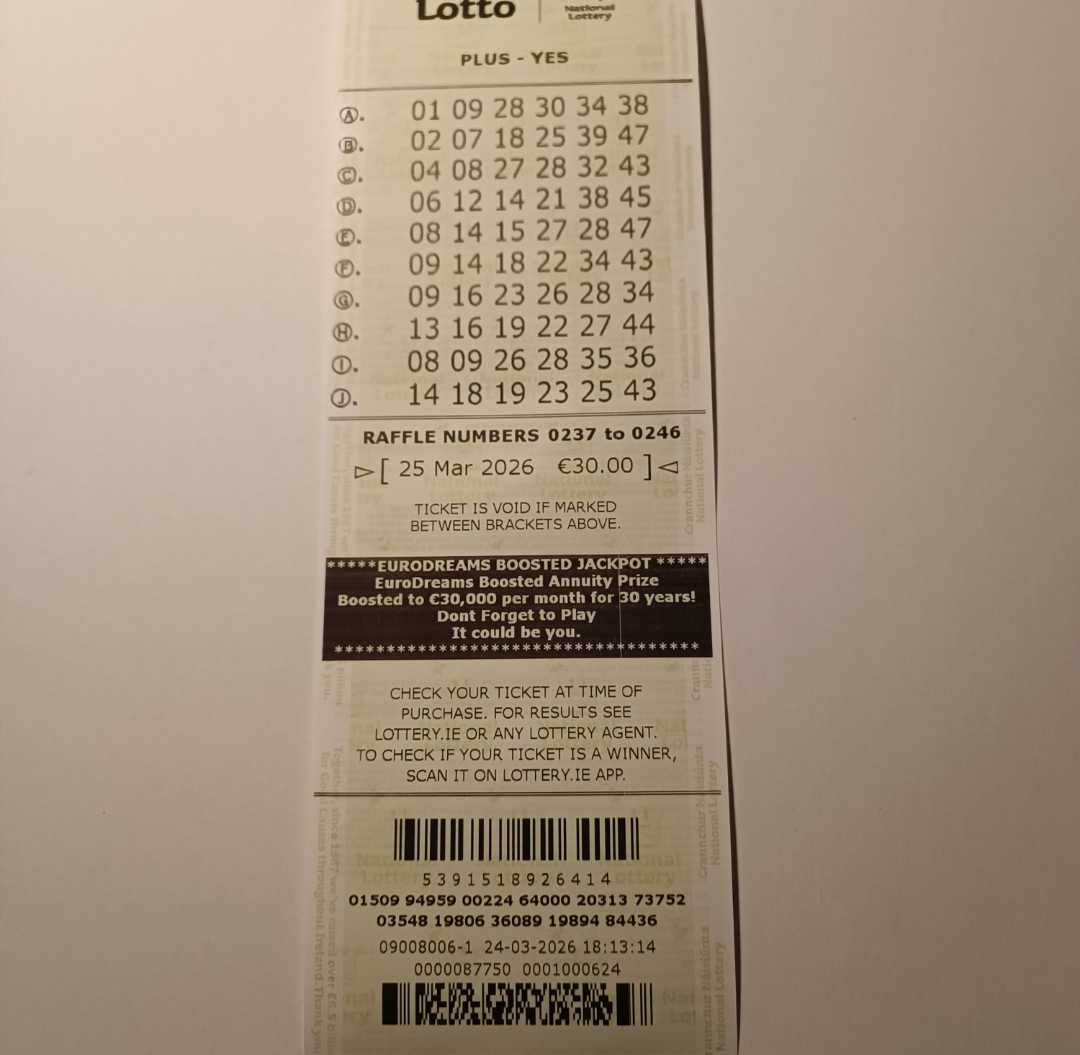 Lotto
National
Lottery
PLUS - YES
Ⓐ. 01 09 28 30 34 38
Ⓑ. 02 07 18 25 39 47
Ⓒ. 04 08 27 28 32 43
Ⓓ. 06 12 14 21 38 45
Ⓔ. 08 14 15 27 28 47
Ⓕ. 09 14 18 22 34 43
Ⓖ. 09 16 23 26 28 34
Ⓗ. 13 16 19 22 27 44
Ⓘ. 08 09 26 28 35 36
Ⓙ. 14 18 19 23 25 43
RAFFLE NUMBERS 0237 to 0246
▻[ 25 Mar 2026 €30.00 ]◅
TICKET IS VOID IF MARKED
BETWEEN BRACKETS ABOVE.
*****EURODREAMS BOOSTED JACKPOT *****
EuroDreams Boosted Annuity Prize
Boosted to €30,000 per month for 30 years!
Dont Forget to Play
It could be you.
***********************************
CHECK YOUR TICKET AT TIME OF
PURCHASE. FOR RESULTS SEE
LOTTERY.IE OR ANY LOTTERY AGENT.
TO CHECK IF YOUR TICKET IS A WINNER,
SCAN IT ON LOTTERY.IE APP.
5391518926414
01509 94959 00224 64000 20313 73752
03548 19806 36089 19894 84436
09008006-1 24-03-2026 18:13:14
0000087750 0001000624